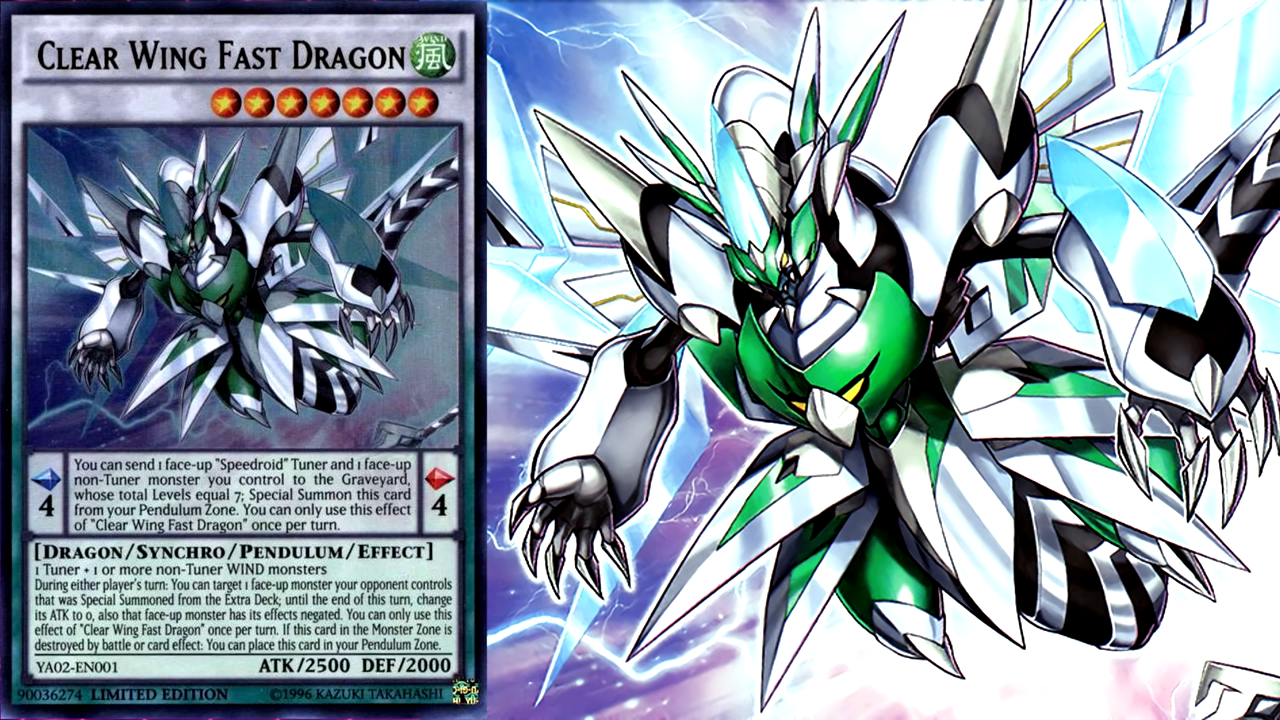 CLEAR WING FAST DRAGON
WIND
風
4
4
You can send 1 face-up "Speedroid" Tuner and 1 face-up
non-Tuner monster you control to the Graveyard,
whose total Levels equal 7; Special Summon this card
from your Pendulum Zone. You can only use this effect
of "Clear Wing Fast Dragon" once per turn.
[DRAGON/SYNCHRO/PENDULUM/EFFECT]
1 Tuner + 1 or more non-Tuner WIND monsters
During either player's turn: You can target 1 face-up monster your opponent controls
that was Special Summoned from the Extra Deck; until the end of this turn, change
its ATK to 0, also that face-up monster has its effects negated. You can only use this
effect of "Clear Wing Fast Dragon" once per turn. If this card in the Monster Zone is
destroyed by battle or card effect: You can place this card in your Pendulum Zone.
YA02-EN001
ATK/2500 DEF/2000
90036274 LIMITED EDITION
©1996 KAZUKI TAKAHASHI